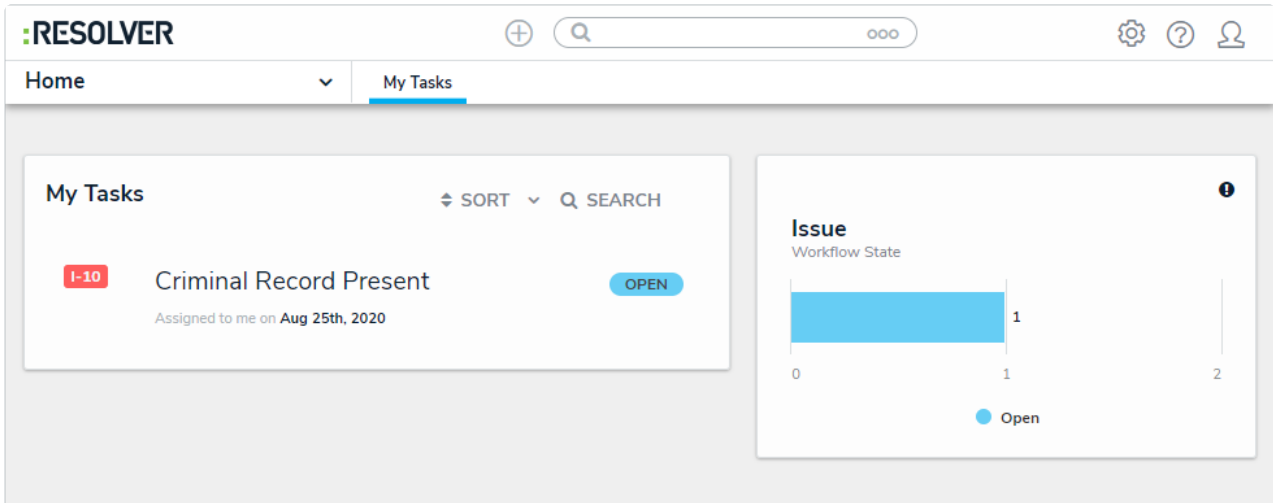 :RESOLVER
Home
My Tasks
My Tasks
SORT
SEARCH
I-10
Criminal Record Present
OPEN
Assigned to me on Aug 25th, 2020
Issue
Workflow State
1
0 1 2
Open